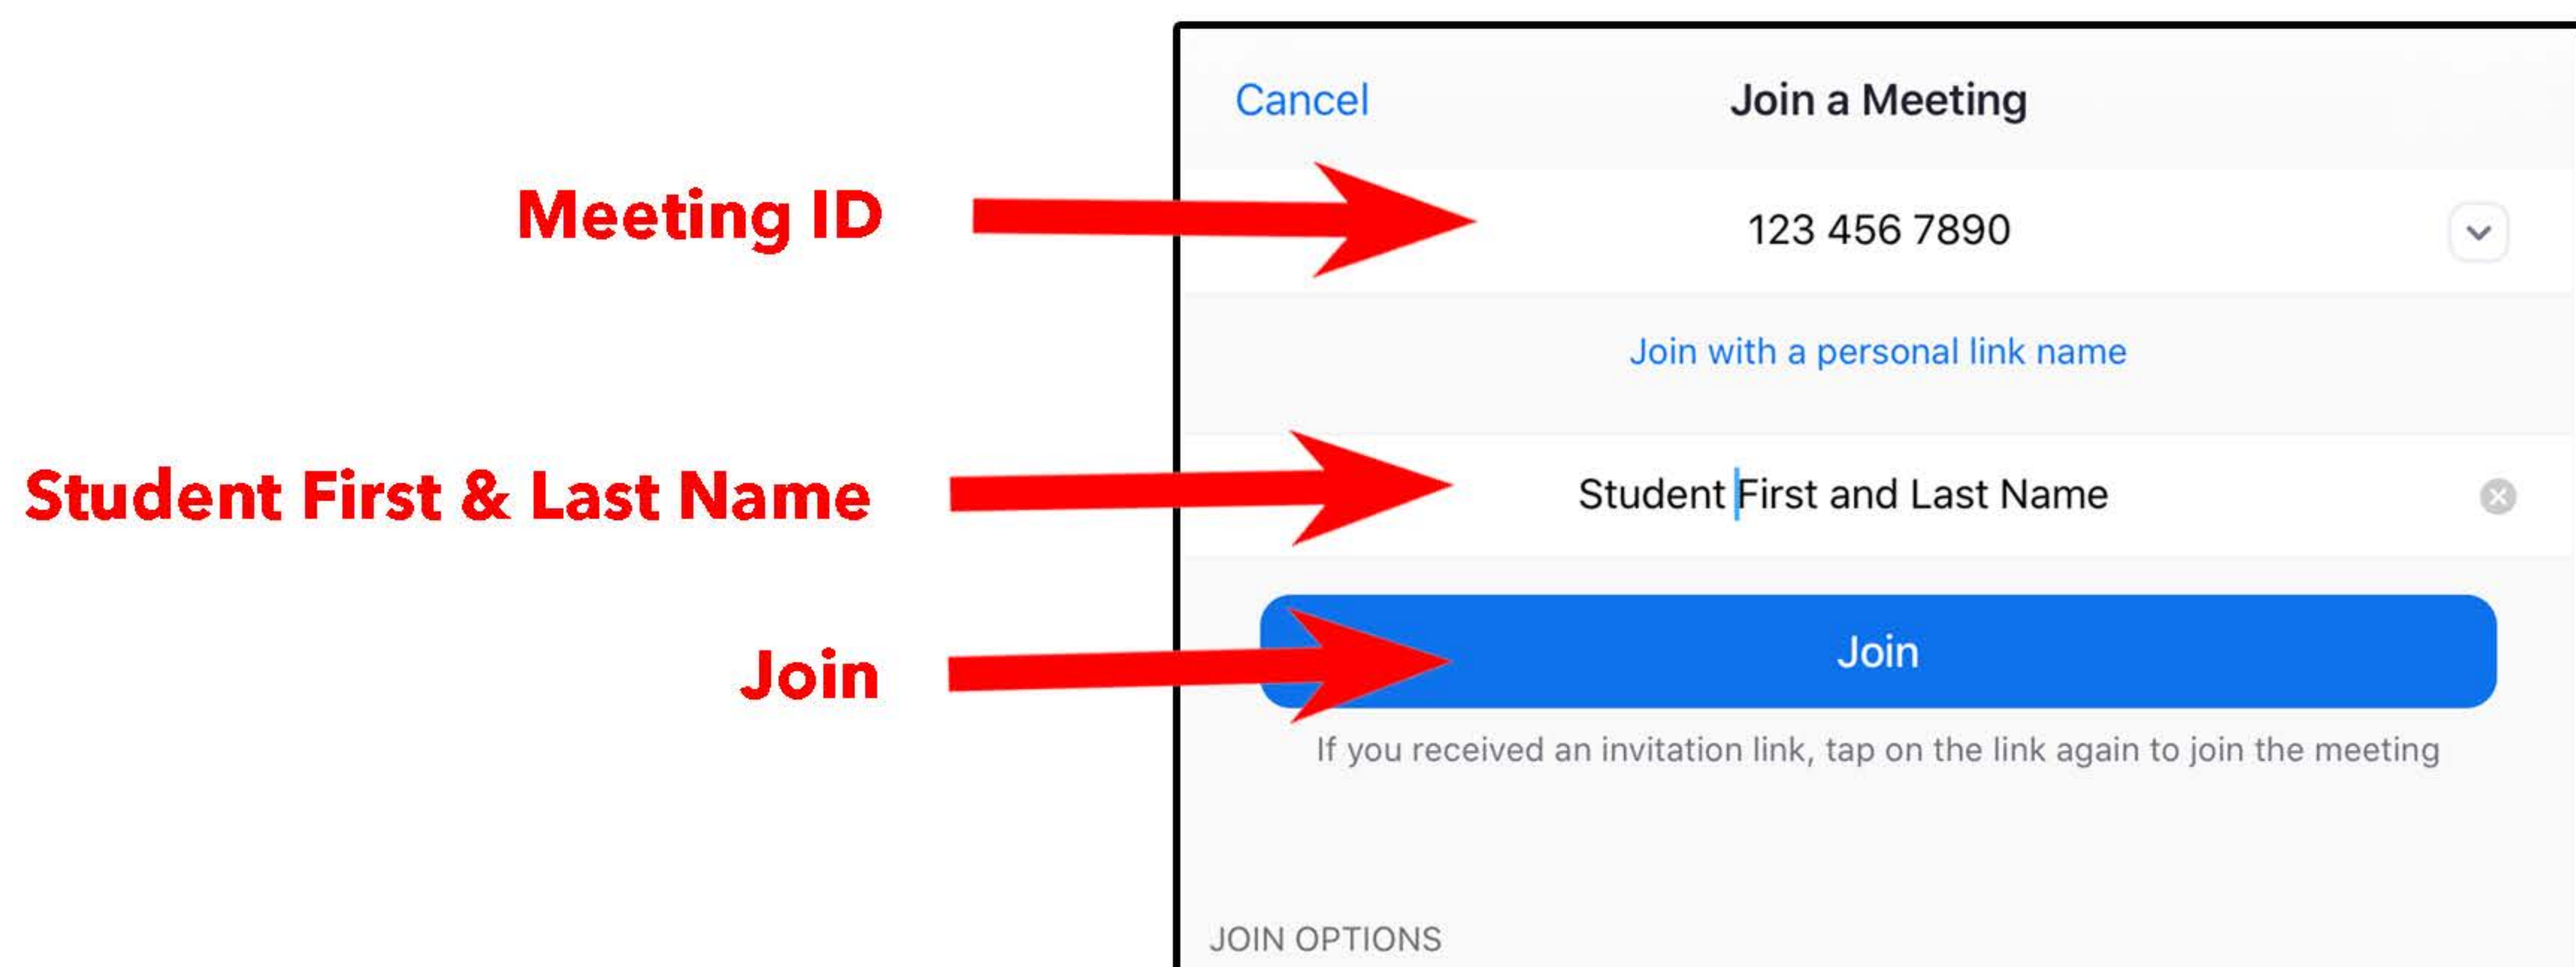 Cancel
Join a Meeting
Meeting ID
123 456 7890
Join with a personal link name
Student First & Last Name
Student First and Last Name
Join
Join
If you received an invitation link, tap on the link again to join the meeting
JOIN OPTIONS